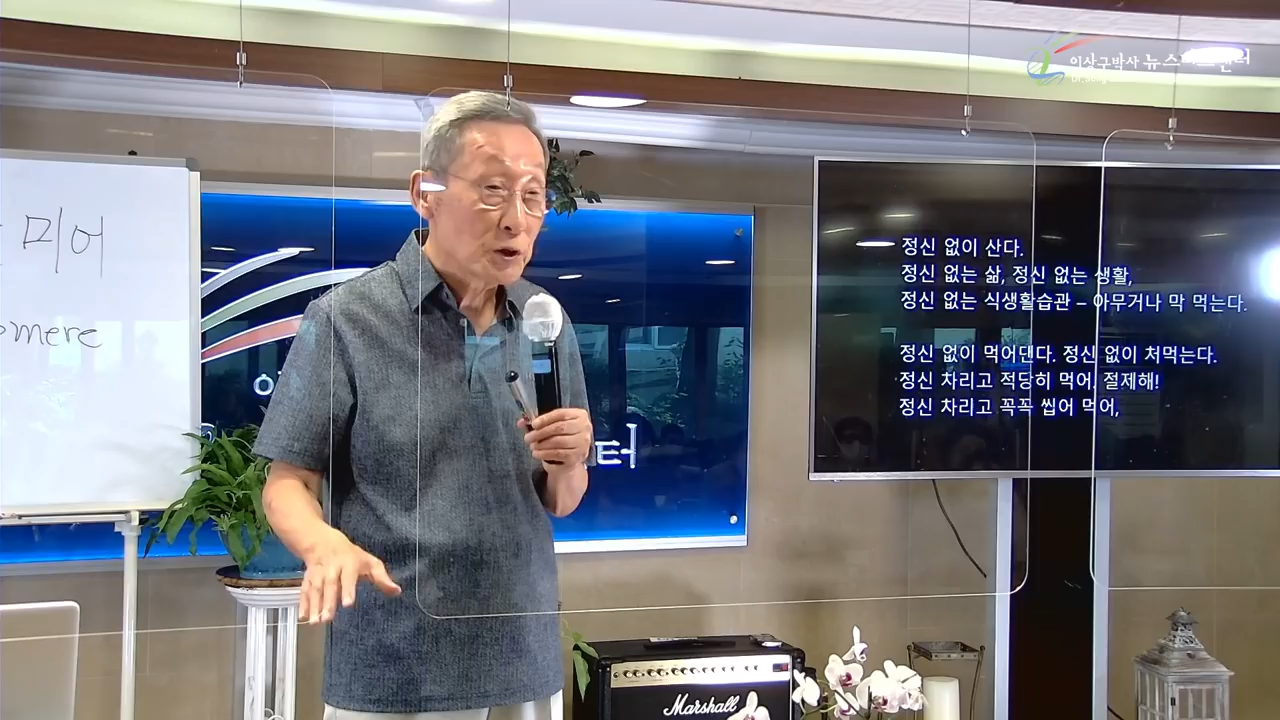 이상구박사 뉴스타트센터
미어
mere
정신 없이 산다.
정신 없는 삶, 정신 없는 생활,
정신 없는 식생활습관 – 아무거나 막 먹는다.
정신 없이 먹어댄다. 정신 없이 처먹는다.
정신 차리고 적당히 먹어, 절제해!
정신 차리고 꼭꼭 씹어 먹어,
터
Marshall